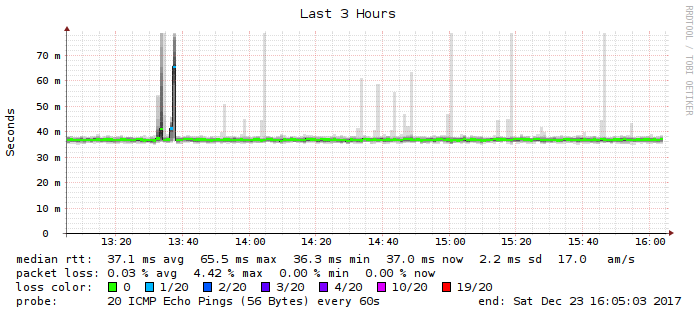 Last 3 Hours
RRDTOOL / TOBI OETIKER
Seconds
70 m
60 m
50 m
40 m
30 m
20 m
10 m
0
13:20 13:40 14:00 14:20 14:40 15:00 15:20 15:40 16:00
median rtt: 37.1 ms avg 65.5 ms max 36.3 ms min 37.0 ms now 2.2 ms sd 17.0 am/s
packet loss: 0.03 % avg 4.42 % max 0.00 % min 0.00 % now
loss color: 0 1/20 2/20 3/20 4/20 10/20 19/20
probe: 20 ICMP Echo Pings (56 Bytes) every 60s end: Sat Dec 23 16:05:03 2017